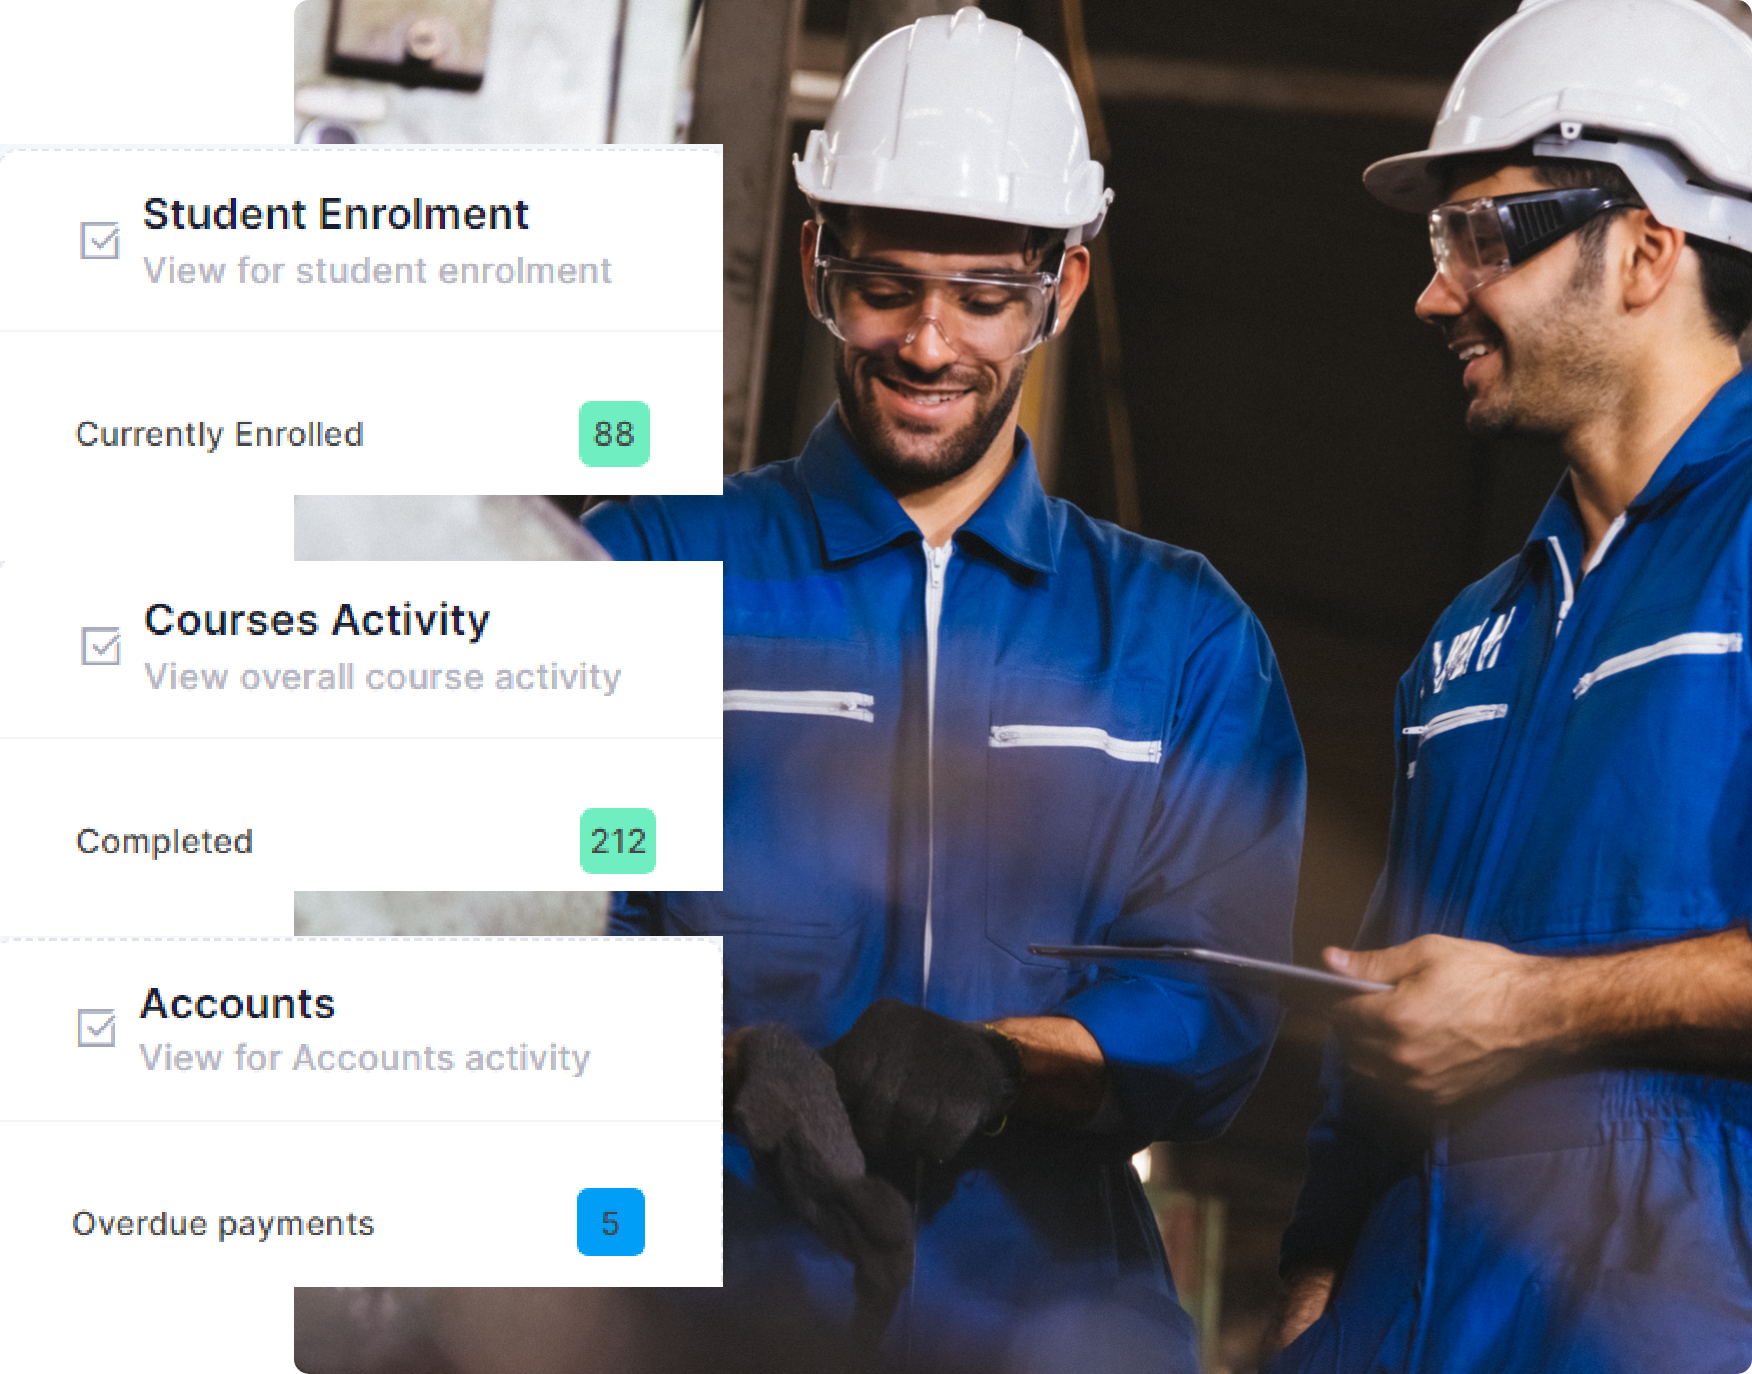 Student Enrolment
View for student enrolment
Currently Enrolled
88
Courses Activity
View overall course activity
Completed
212
Accounts
View for Accounts activity
Overdue payments
5